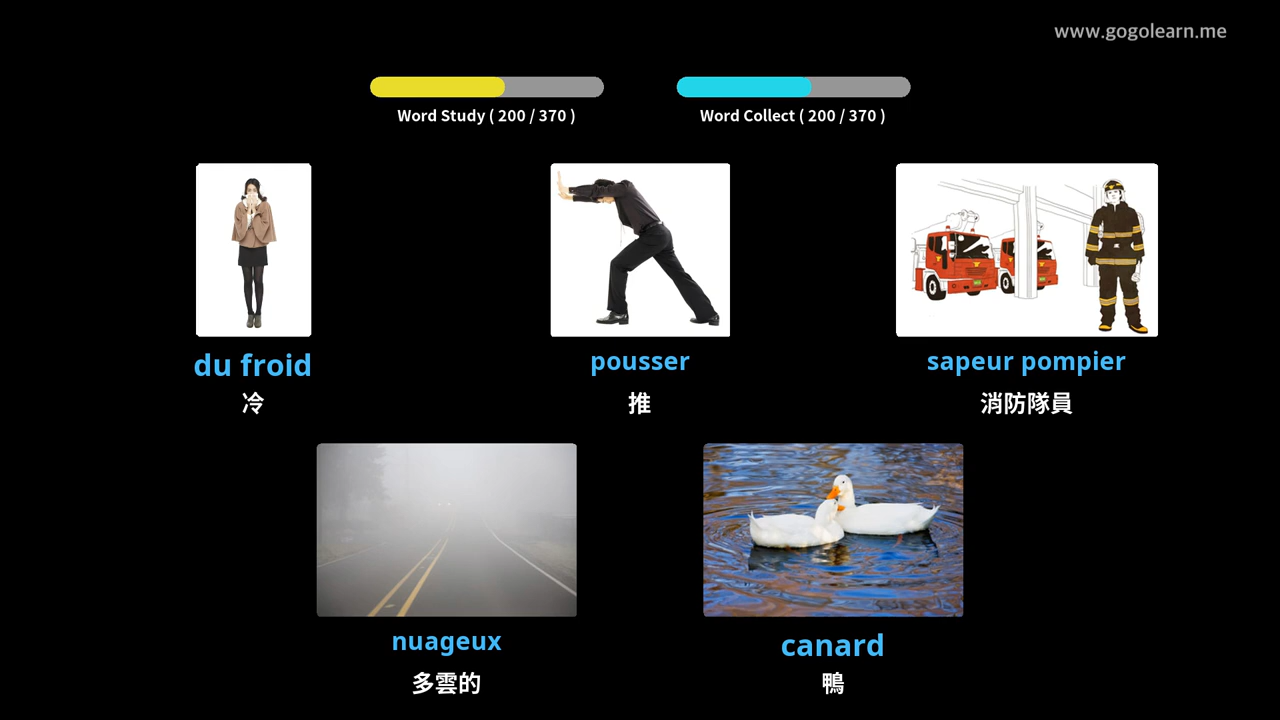 www.gogolearn.me
Word Study ( 200 / 370 )
Word Collect ( 200 / 370 )
du froid
冷
pousser
推
sapeur pompier
消防隊員
nuageux
多雲的
canard
鴨